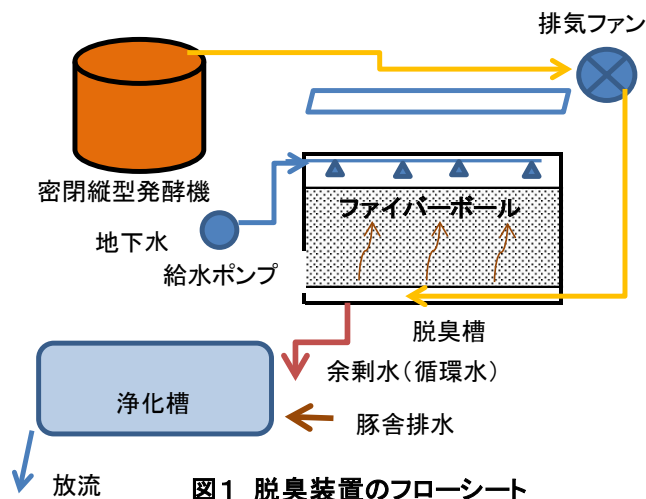 排気ファン
密閉縦型発酵機
ファイバーボール
地下水
給水ポンプ
脱臭槽
余剰水(循環水)
浄化槽
豚舎排水
放流
図1 脱臭装置のフローシート